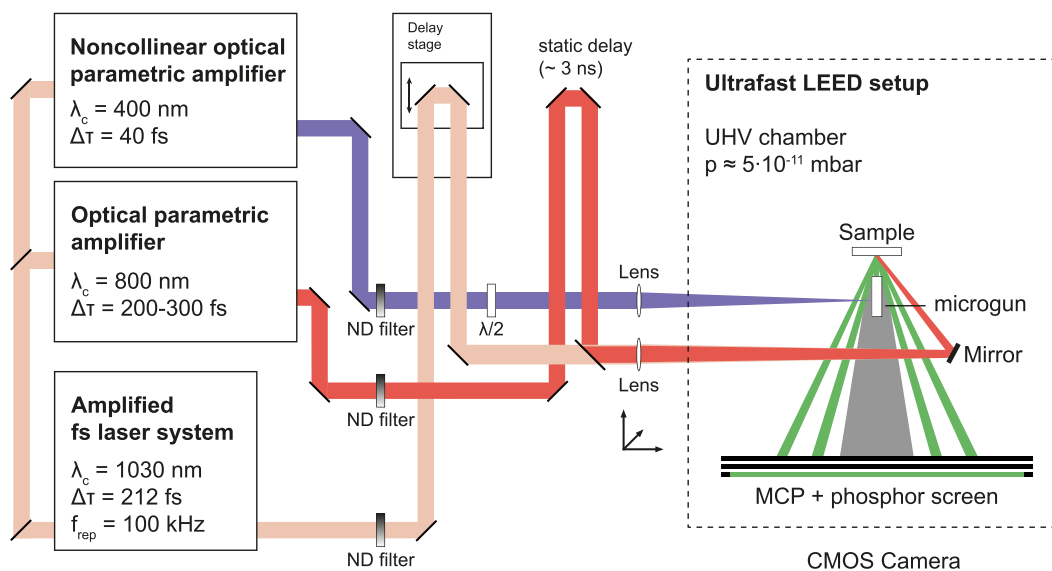 Noncollinear optical
parametric amplifier
λc = 400 nm
Δτ = 40 fs
Optical parametric
amplifier
λc = 800 nm
Δτ = 200-300 fs
Amplified
fs laser system
λc = 1030 nm
Δτ = 212 fs
frep = 100 kHz
Delay
stage
static delay
(~ 3 ns)
ND filter
λ/2
Lens
ND filter
Lens
ND filter
Ultrafast LEED setup
UHV chamber
p ≈ 5·10-11 mbar
Sample
microgun
Mirror
MCP + phosphor screen
CMOS Camera